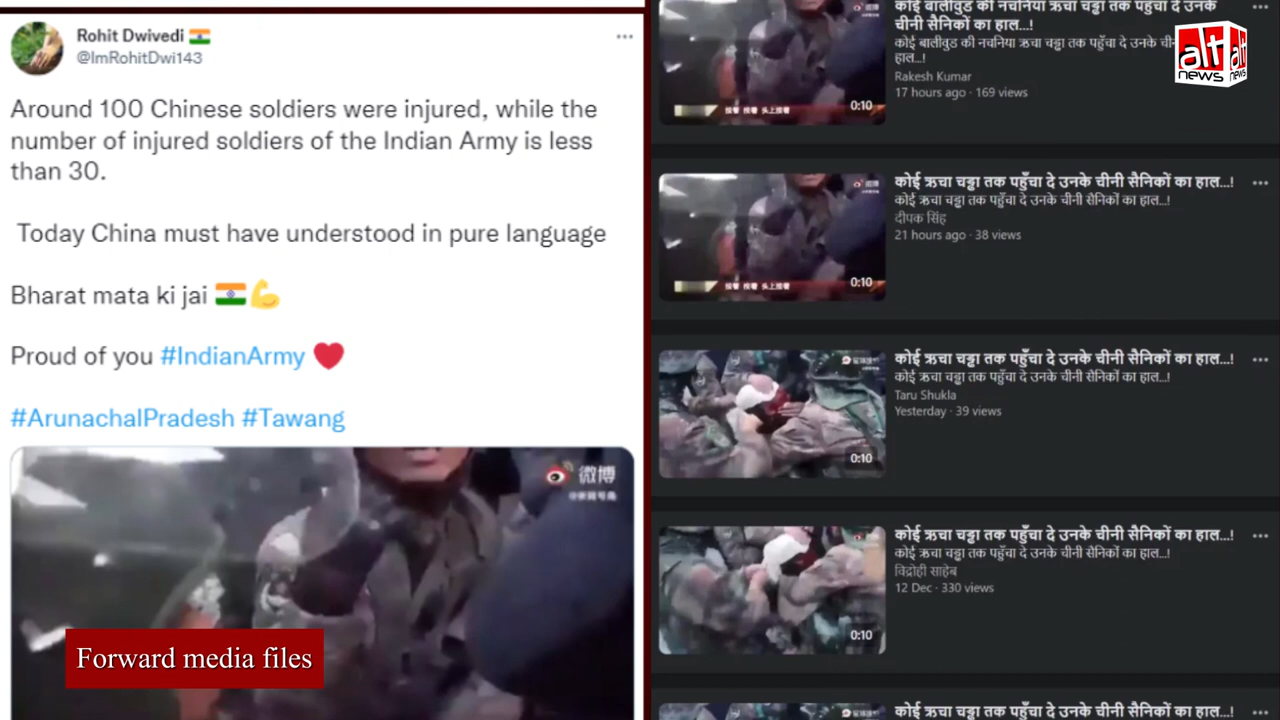 Rohit Dwivedi 🇮🇳
@ImRohitDwi143
Around 100 Chinese soldiers were injured, while the
number of injured soldiers of the Indian Army is less
than 30.
Today China must have understood in pure language
Bharat mata ki jai 🇮🇳💪
Proud of you #IndianArmy ❤️
#ArunachalPradesh #Tawang
微博
Forward media files
कोई बालीवुड की नचनिया ऋचा चड्ढा तक पहुँचा दे उनके
चीनी सैनिकों का हाल...!
कोई बालीवुड की नचनिया ऋचा चड्ढा तक पहुँचा दे उनके
हाल...!
Rakesh Kumar
17 hours ago · 169 views
0:10
कोई ऋचा चड्ढा तक पहुँचा दे उनके चीनी सैनिकों का हाल...!
कोई ऋचा चड्ढा तक पहुँचा दे उनके चीनी सैनिकों का हाल...!
दीपक सिंह
21 hours ago · 38 views
0:10
कोई ऋचा चड्ढा तक पहुँचा दे उनके चीनी सैनिकों का हाल...!
कोई ऋचा चड्ढा तक पहुँचा दे उनके चीनी सैनिकों का हाल...!
Taru Shukla
Yesterday · 39 views
0:10
कोई ऋचा चड्ढा तक पहुँचा दे उनके चीनी सैनिकों का हाल...!
कोई ऋचा चड्ढा तक पहुँचा दे उनके चीनी सैनिकों का हाल...!
विद्रोही साहेब
12 Dec · 330 views
0:10
कोई ऋचा चड्ढा तक पहुँचा दे उनके चीनी सैनिकों का हाल...!
alt news